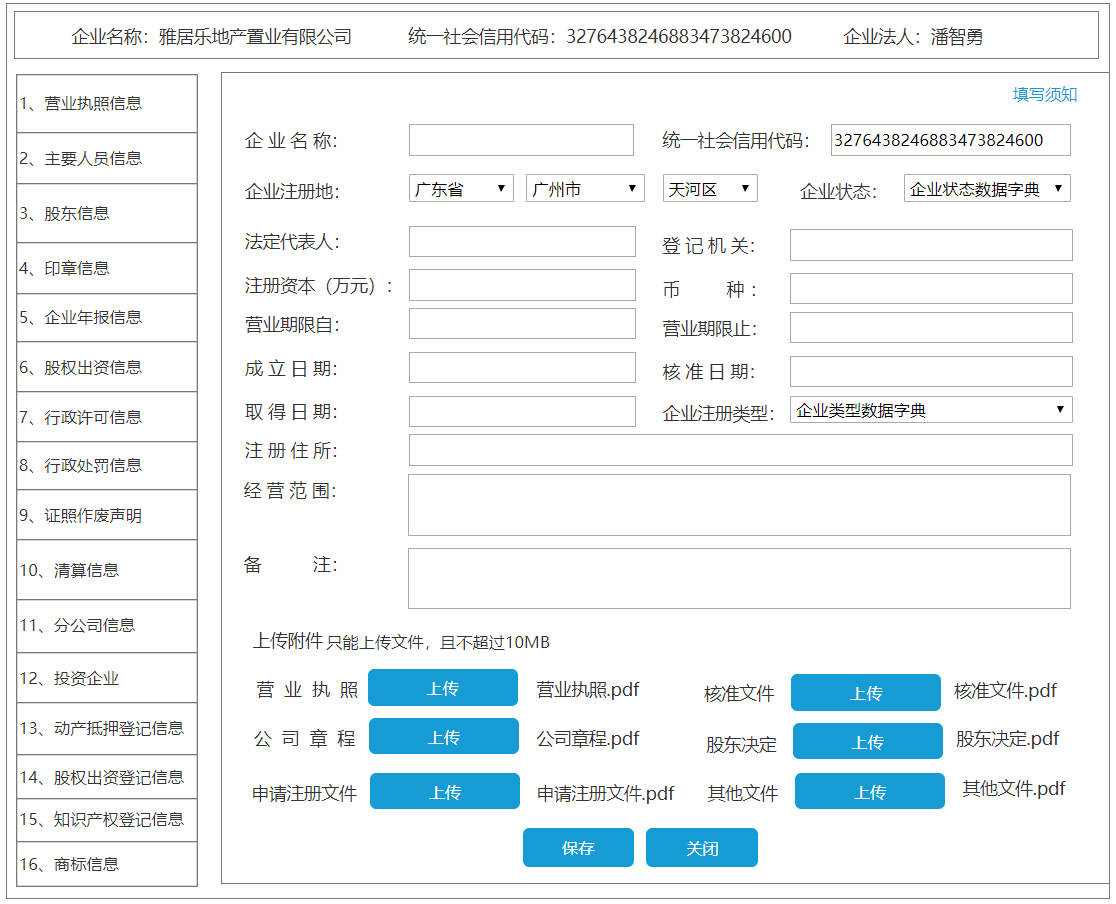 企业名称：雅居乐地产置业有限公司 统一社会信用代码：3276438246883473824600 企业法人：潘智勇
1、营业执照信息
2、主要人员信息
3、股东信息
4、印章信息
5、企业年报信息
6、股权出资信息
7、行政许可信息
8、行政处罚信息
9、证照作废声明
10、清算信息
11、分公司信息
12、投资企业
13、动产抵押登记信息
14、股权出资登记信息
15、知识产权登记信息
16、商标信息
填写须知
企 业 名 称： 统一社会信用代码： 3276438246883473824600
企业注册地： 广东省 广州市 天河区 企业状态： 企业状态数据字典
法定代表人： 登 记 机 关：
注册资本（万元）： 币 种：
营业期限自： 营业期限止：
成 立 日 期： 核 准 日 期：
取 得 日 期： 企业注册类型： 企业类型数据字典
注 册 住 所：
经 营 范 围：
备 注：
上传附件 只能上传文件，且不超过10MB
营 业 执 照 上传 营业执照.pdf 核准文件 上传 核准文件.pdf
公 司 章 程 上传 公司章程.pdf 股东决定 上传 股东决定.pdf
申请注册文件 上传 申请注册文件.pdf 其他文件 上传 其他文件.pdf
保存 关闭